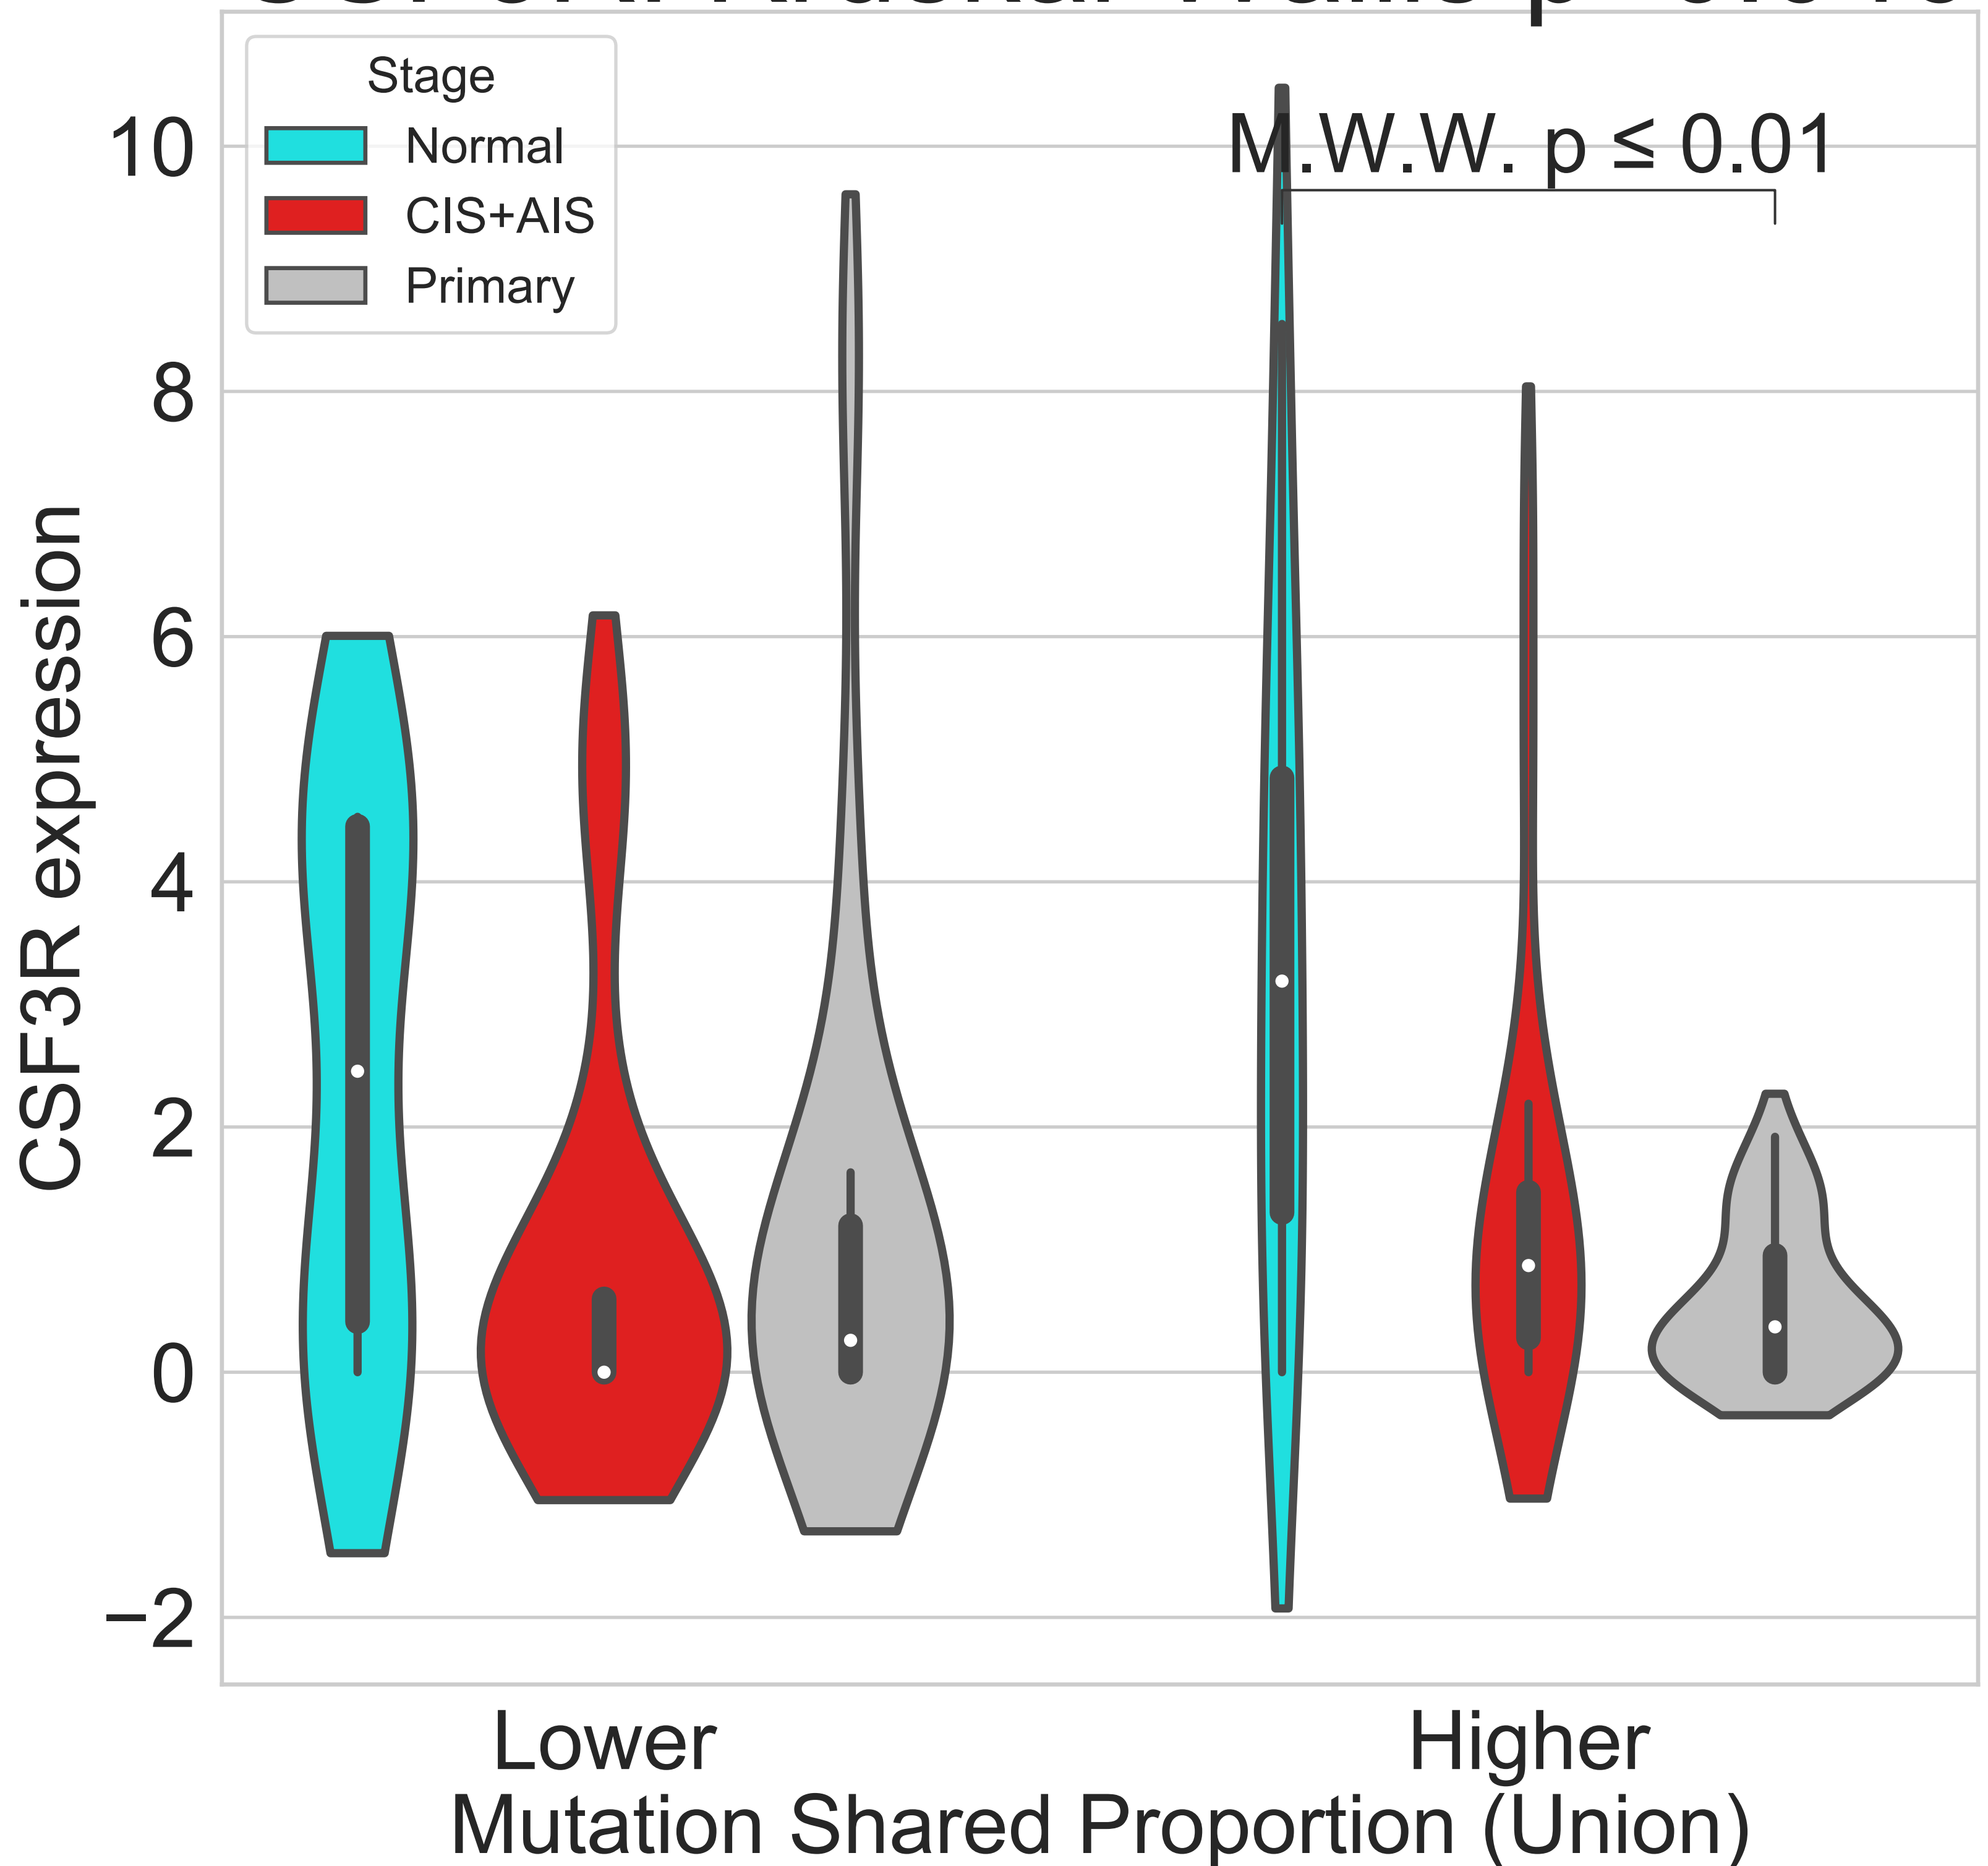 Stage
Normal
CIS+AIS
Primary
M.W.W. p ≤ 0.01
10
8
6
4
2
0
−2
CSF3R expression
Lower
Higher
Mutation Shared Proportion (Union)